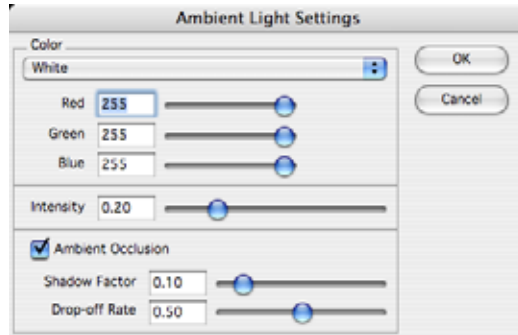 Ambient Light Settings
Color
White
OK
Cancel
Red 255
Green 255
Blue 255
Intensity 0.20
Ambient Occlusion
Shadow Factor 0.10
Drop-off Rate 0.50